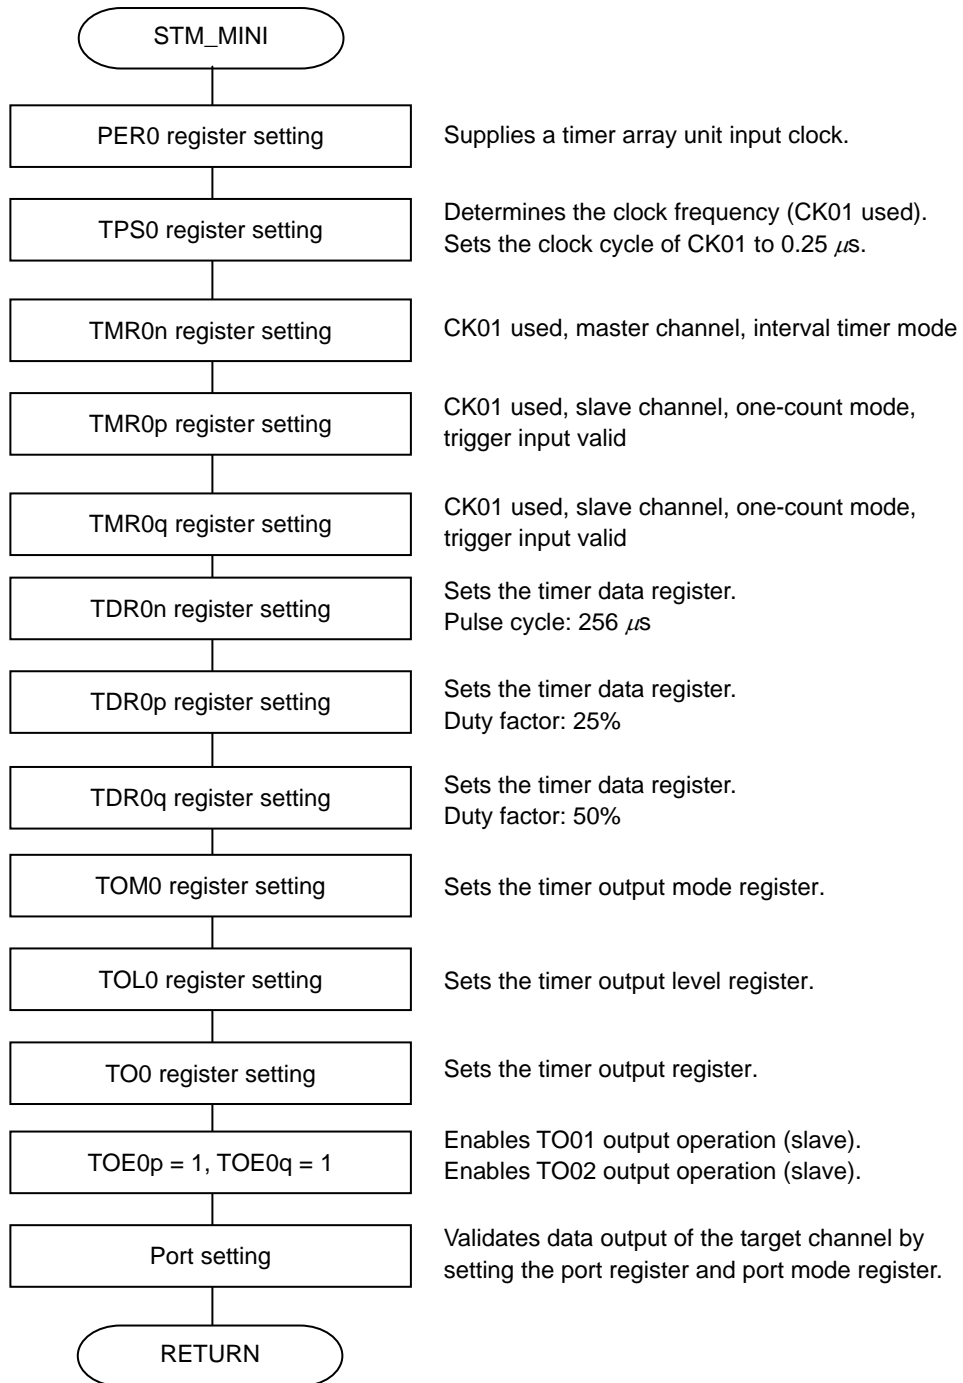 STM_MINI
PER0 register setting
Supplies a timer array unit input clock.
TPS0 register setting
Determines the clock frequency (CK01 used).
Sets the clock cycle of CK01 to 0.25 μs.
TMR0n register setting
CK01 used, master channel, interval timer mode
TMR0p register setting
CK01 used, slave channel, one-count mode,
trigger input valid
TMR0q register setting
CK01 used, slave channel, one-count mode,
trigger input valid
TDR0n register setting
Sets the timer data register.
Pulse cycle: 256 μs
TDR0p register setting
Sets the timer data register.
Duty factor: 25%
TDR0q register setting
Sets the timer data register.
Duty factor: 50%
TOM0 register setting
Sets the timer output mode register.
TOL0 register setting
Sets the timer output level register.
TO0 register setting
Sets the timer output register.
TOE0p = 1, TOE0q = 1
Enables TO01 output operation (slave).
Enables TO02 output operation (slave).
Port setting
Validates data output of the target channel by
setting the port register and port mode register.
RETURN